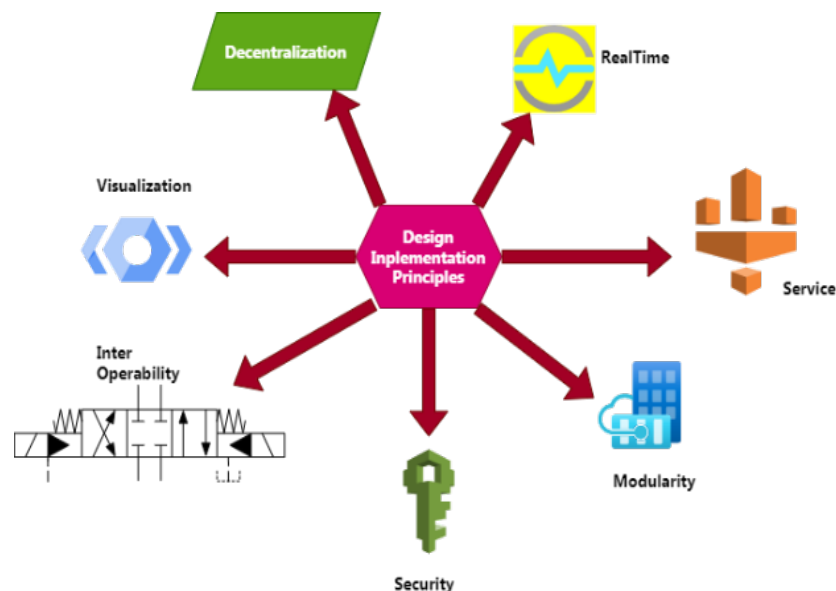 Decentralization
RealTime
Visualization
Design
Inplementation
Principles
Service
Inter
Operability
Modularity
Security